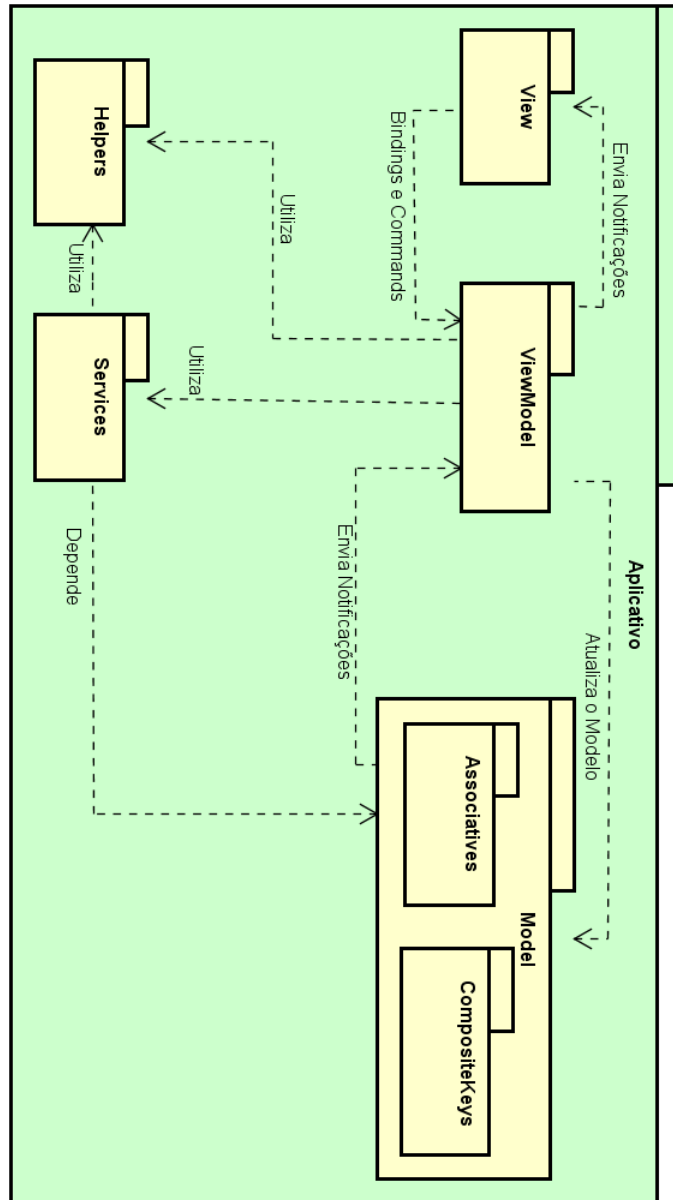 Aplicativo
Envia Notificações
Atualiza o Modelo
View
ViewModel
Model
Bindings e Commands
Associatives
CompositeKeys
Envia Notificações
Utiliza
Utiliza
Helpers
Utiliza
Services
Depende